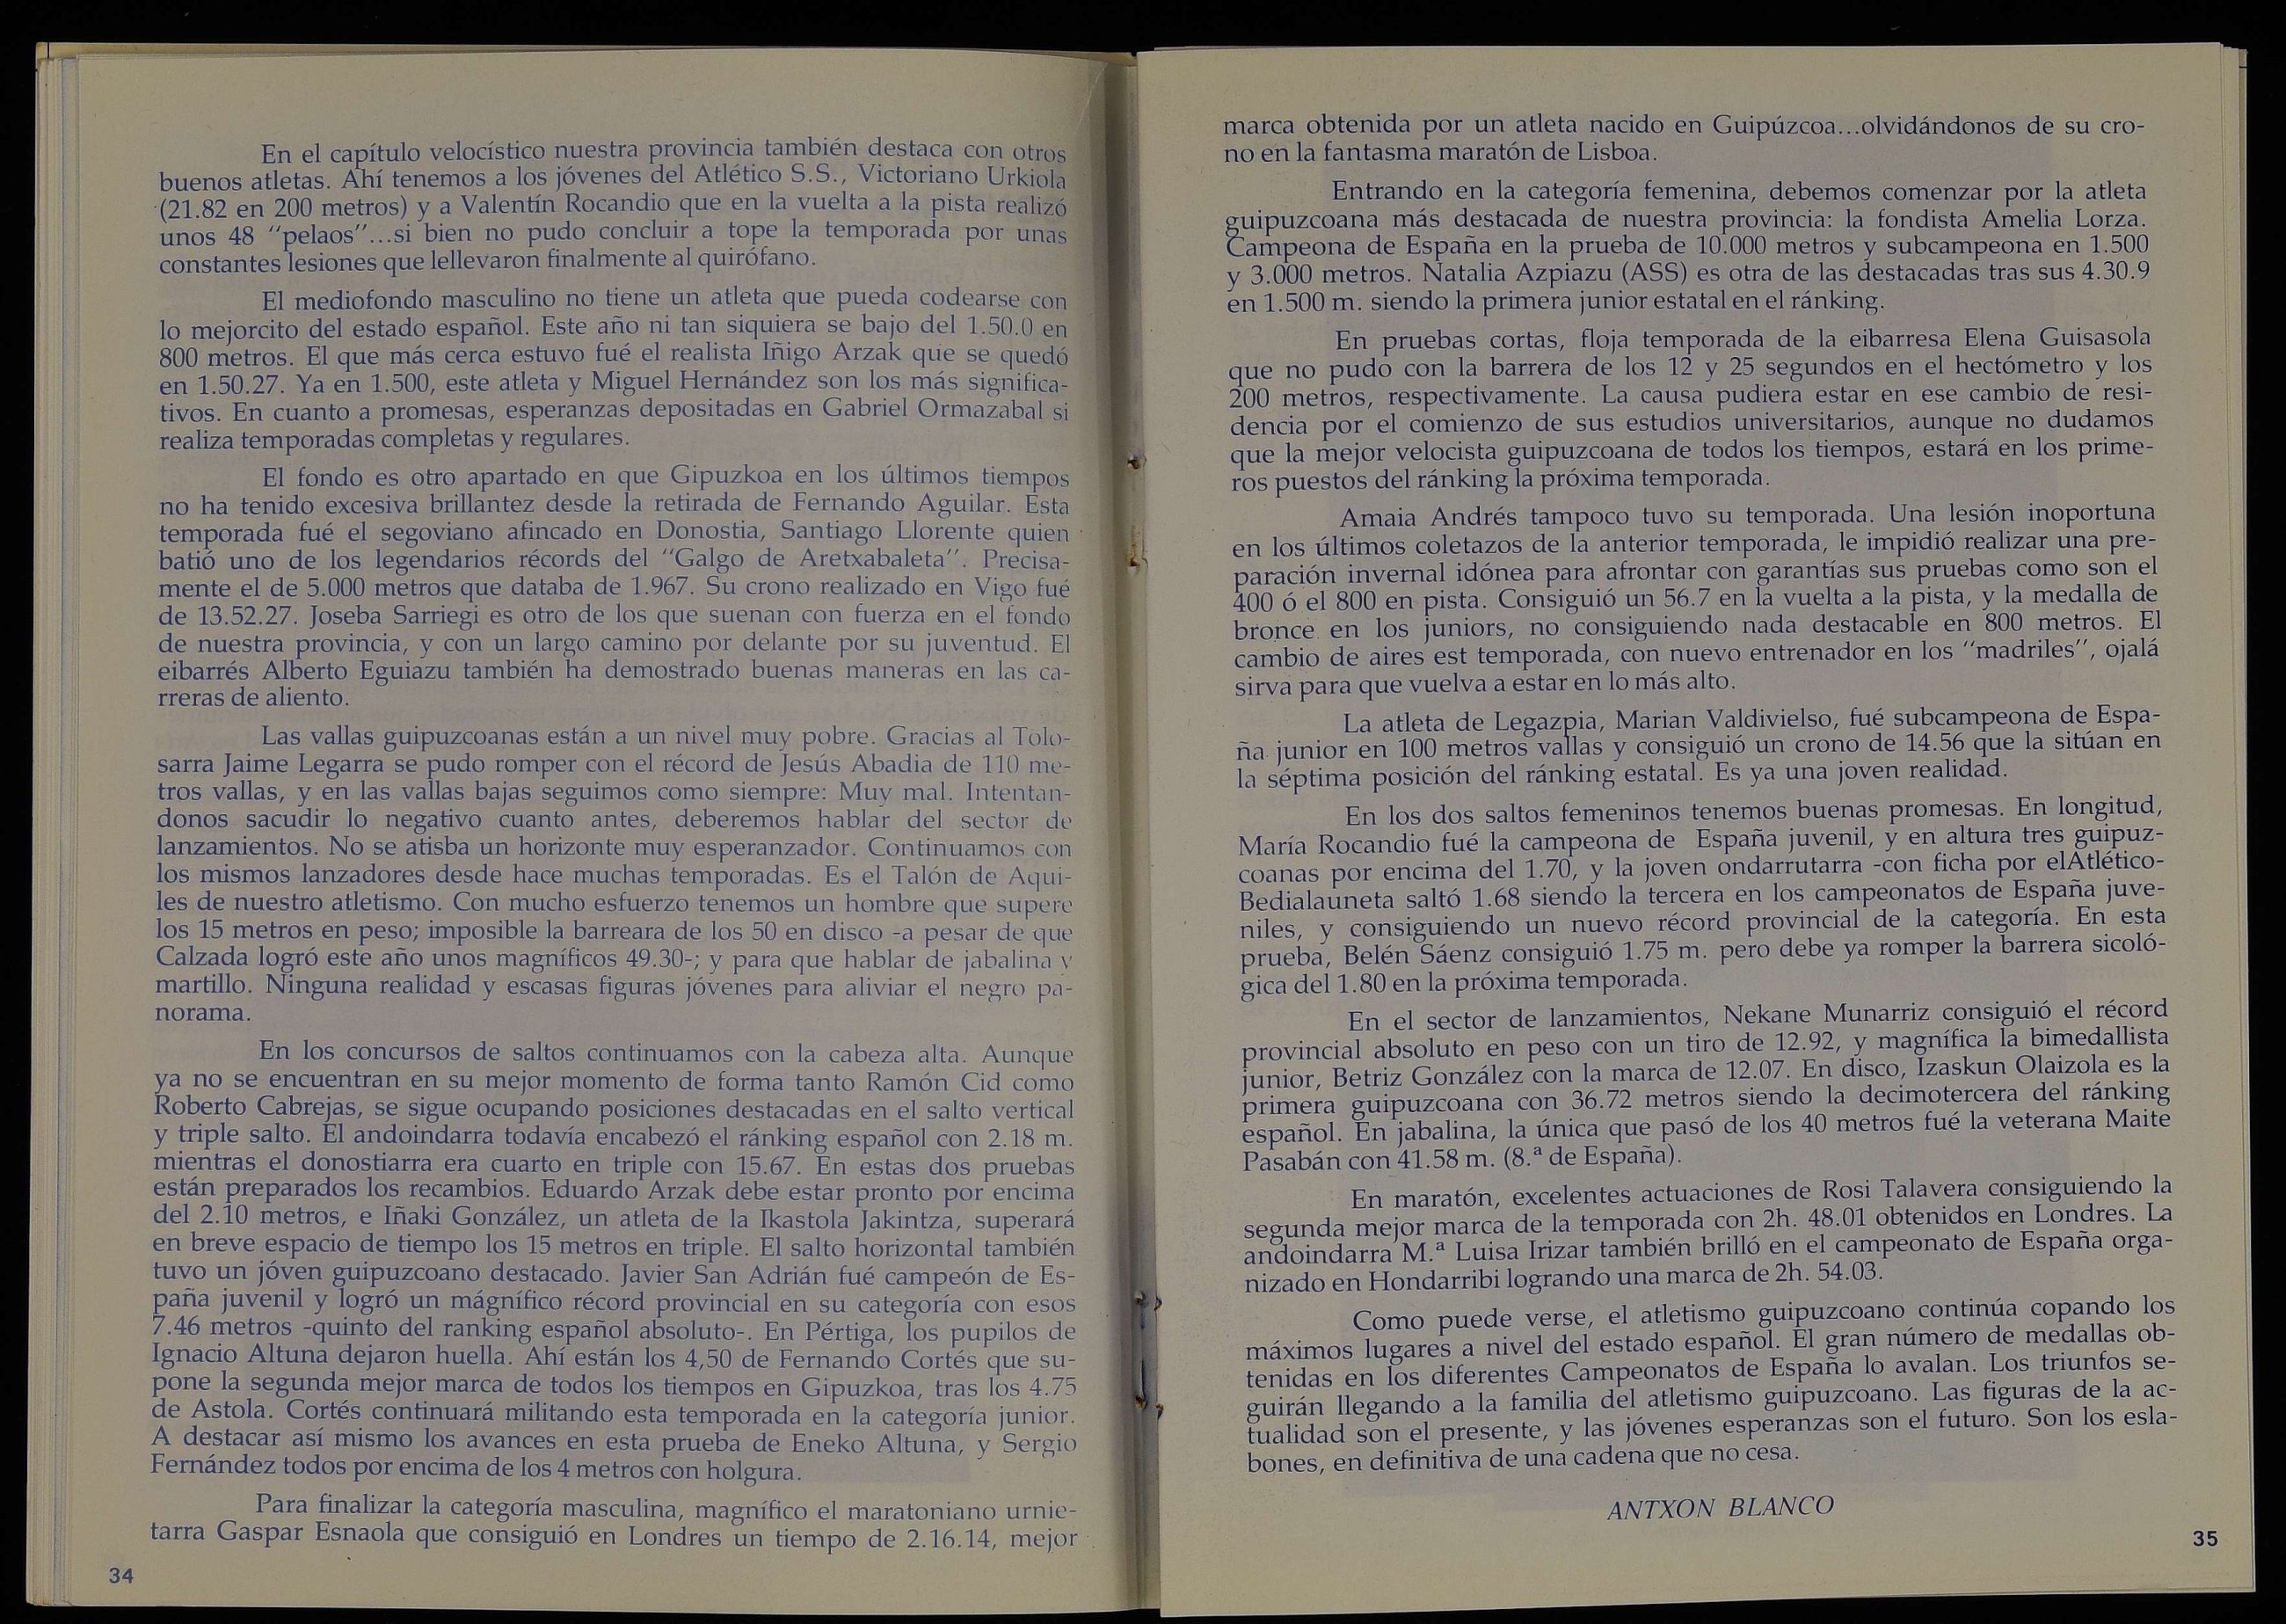 En el capítulo velocístico nuestra provincia también destaca con otros
buenos atletas. Ahí tenemos a los jóvenes del Atlético S.S., Victoriano Urkiola
(21.82 en 200 metros) y a Valentín Rocandio que en la vuelta a la pista realizó
unos 48 "pelaos"...si bien no pudo concluir a tope la temporada por unas
constantes lesiones que lellevaron finalmente al quirófano.
El mediofondo masculino no tiene un atleta que pueda codearse con
lo mejorcito del estado español. Este año ni tan siquiera se bajo del 1.50.0 en
800 metros. El que más cerca estuvo fué el realista Iñigo Arzak que se quedó
en 1.50.27. Ya en 1.500, este atleta y Miguel Hernández son los más significa-
tivos. En cuanto a promesas, esperanzas depositadas en Gabriel Ormazabal si
realiza temporadas completas y regulares.
El fondo es otro apartado en que Gipuzkoa en los últimos tiempos
no ha tenido excesiva brillantez desde la retirada de Fernando Aguilar. Esta
temporada fué el segoviano afincado en Donostia, Santiago Llorente quien
batió uno de los legendarios récords del "Galgo de Aretxabaleta". Precisa-
mente el de 5.000 metros que databa de 1.967. Su crono realizado en Vigo fué
de 13.52.27. Joseba Sarriegi es otro de los que suenan con fuerza en el fondo
de nuestra provincia, y con un largo camino por delante por su juventud. El
eibarrés Alberto Eguiazu también ha demostrado buenas maneras en las ca-
rreras de aliento.
Las vallas guipuzcoanas están a un nivel muy pobre. Gracias al Tolo-
sarra Jaime Legarra se pudo romper con el récord de Jesús Abadia de 110 me-
tros vallas, y en las vallas bajas seguimos como siempre: Muy mal. Intentan-
donos sacudir lo negativo cuanto antes, deberemos hablar del sector de
lanzamientos. No se atisba un horizonte muy esperanzador. Continuamos con
los mismos lanzadores desde hace muchas temporadas. Es el Talón de Aqui-
les de nuestro atletismo. Con mucho esfuerzo tenemos un hombre que supere
los 15 metros en peso; imposible la barreara de los 50 en disco -a pesar de que
Calzada logró este año unos magníficos 49.30-; y para que hablar de jabalina y
martillo. Ninguna realidad y escasas figuras jóvenes para aliviar el negro pa-
norama.
En los concursos de saltos continuamos con la cabeza alta. Aunque
ya no se encuentran en su mejor momento de forma tanto Ramón Cid como
Roberto Cabrejas, se sigue ocupando posiciones destacadas en el salto vertical
y triple salto. El andoindarra todavía encabezó el ránking español con 2.18 m.
mientras el donostiarra era cuarto en triple con 15.67. En estas dos pruebas
están preparados los recambios. Eduardo Arzak debe estar pronto por encima
del 2.10 metros, e Iñaki González, un atleta de la Ikastola Jakintza, superará
en breve espacio de tiempo los 15 metros en triple. El salto horizontal también
tuvo un jóven guipuzcoano destacado. Javier San Adrián fué campeón de Es-
paña juvenil y logró un mágnífico récord provincial en su categoría con esos
7.46 metros -quinto del ranking español absoluto-. En Pértiga, los pupilos de
Ignacio Altuna dejaron huella. Ahí están los 4,50 de Fernando Cortés que su-
pone la segunda mejor marca de todos los tiempos en Gipuzkoa, tras los 4.75
de Astola. Cortés continuará militando esta temporada en la categoría junior.
A destacar así mismo los avances en esta prueba de Eneko Altuna, y Sergio
Fernández todos por encima de los 4 metros con holgura.
Para finalizar la categoría masculina, magnífico el maratoniano urnie-
tarra Gaspar Esnaola que consiguió en Londres un tiempo de 2.16.14, mejor
34
marca obtenida por un atleta nacido en Guipúzcoa...olvidándonos de su cro-
no en la fantasma maratón de Lisboa.
Entrando en la categoría femenina, debemos comenzar por la atleta
guipuzcoana más destacada de nuestra provincia: la fondista Amelia Lorza.
Campeona de España en la prueba de 10.000 metros y subcampeona en 1.500
y 3.000 metros. Natalia Azpiazu (ASS) es otra de las destacadas tras sus 4.30.9
en 1.500 m. siendo la primera junior estatal en el ránking.
En pruebas cortas, floja temporada de la eibarresa Elena Guisasola
que no pudo con la barrera de los 12 y 25 segundos en el hectómetro y los
200 metros, respectivamente. La causa pudiera estar en ese cambio de resi-
dencia por el comienzo de sus estudios universitarios, aunque no dudamos
que la mejor velocista guipuzcoana de todos los tiempos, estará en los prime-
ros puestos del ránking la próxima temporada.
Amaia Andrés tampoco tuvo su temporada. Una lesión inoportuna
en los últimos coletazos de la anterior temporada, le impidió realizar una pre-
paración invernal idónea para afrontar con garantías sus pruebas como son el
400 ó el 800 en pista. Consiguió un 56.7 en la vuelta a la pista, y la medalla de
bronce en los juniors, no consiguiendo nada destacable en 800 metros. El
cambio de aires est temporada, con nuevo entrenador en los "madriles", ojalá
sirva para que vuelva a estar en lo más alto.
La atleta de Legazpia, Marian Valdivielso, fué subcampeona de Espa-
ña junior en 100 metros vallas y consiguió un crono de 14.56 que la sitúan en
la séptima posición del ránking estatal. Es ya una joven realidad.
En los dos saltos femeninos tenemos buenas promesas. En longitud,
María Rocandio fué la campeona de España juvenil, y en altura tres guipuz-
coanas por encima del 1.70, y la joven ondarrutarra -con ficha por elAtlético-
Bedialauneta saltó 1.68 siendo la tercera en los campeonatos de España juve-
niles, y consiguiendo un nuevo récord provincial de la categoría. En esta
prueba, Belén Sáenz consiguió 1.75 m. pero debe ya romper la barrera sicoló-
gica del 1.80 en la próxima temporada.
En el sector de lanzamientos, Nekane Munarriz consiguió el récord
provincial absoluto en peso con un tiro de 12.92, y magnífica la bimedallista
junior, Betriz González con la marca de 12.07. En disco, Izaskun Olaizola es la
primera guipuzcoana con 36.72 metros siendo la decimotercera del ránking
español. En jabalina, la única que pasó de los 40 metros fué la veterana Maite
Pasabán con 41.58 m. (8.ª de España).
En maratón, excelentes actuaciones de Rosi Talavera consiguiendo la
segunda mejor marca de la temporada con 2h. 48.01 obtenidos en Londres. La
andoindarra M.ª Luisa Irizar también brilló en el campeonato de España orga-
nizado en Hondarribi logrando una marca de 2h. 54.03.
Como puede verse, el atletismo guipuzcoano continúa copando los
máximos lugares a nivel del estado español. El gran número de medallas ob-
tenidas en los diferentes Campeonatos de España lo avalan. Los triunfos se-
guirán llegando a la familia del atletismo guipuzcoano. Las figuras de la ac-
tualidad son el presente, y las jóvenes esperanzas son el futuro. Son los esla-
bones, en definitiva de una cadena que no cesa.
ANTXON BLANCO
35